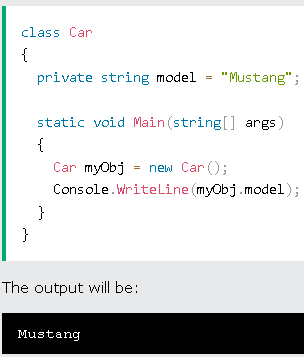 class Car
{
  private string model = "Mustang";

  static void Main(string[] args)
  {
    Car myObj = new Car();
    Console.WriteLine(myObj.model);
  }
}
The output will be:
Mustang